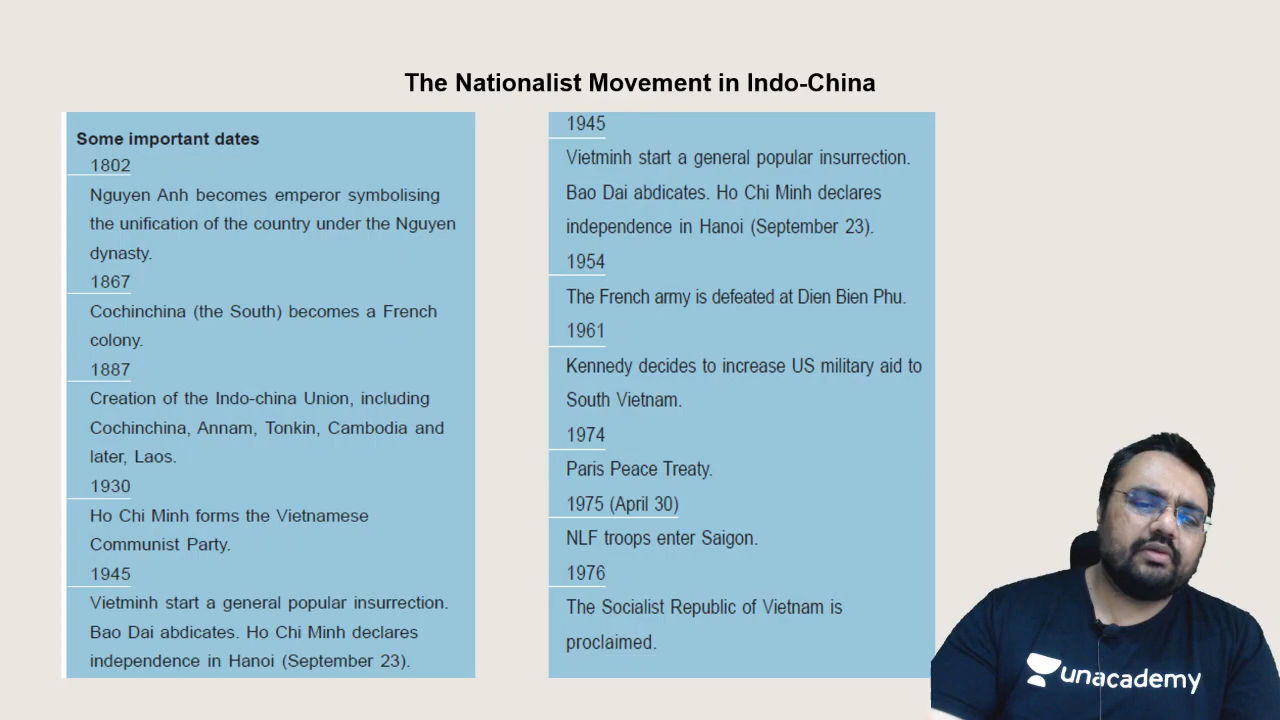 The Nationalist Movement in Indo-China
Some important dates
1802
Nguyen Anh becomes emperor symbolising
the unification of the country under the Nguyen
dynasty.
1867
Cochinchina (the South) becomes a French
colony.
1887
Creation of the Indo-china Union, including
Cochinchina, Annam, Tonkin, Cambodia and
later, Laos.
1930
Ho Chi Minh forms the Vietnamese
Communist Party.
1945
Vietminh start a general popular insurrection.
Bao Dai abdicates. Ho Chi Minh declares
independence in Hanoi (September 23).
1945
Vietminh start a general popular insurrection.
Bao Dai abdicates. Ho Chi Minh declares
independence in Hanoi (September 23).
1954
The French army is defeated at Dien Bien Phu.
1961
Kennedy decides to increase US military aid to
South Vietnam.
1974
Paris Peace Treaty.
1975 (April 30)
NLF troops enter Saigon.
1976
The Socialist Republic of Vietnam is
proclaimed.
unacademy